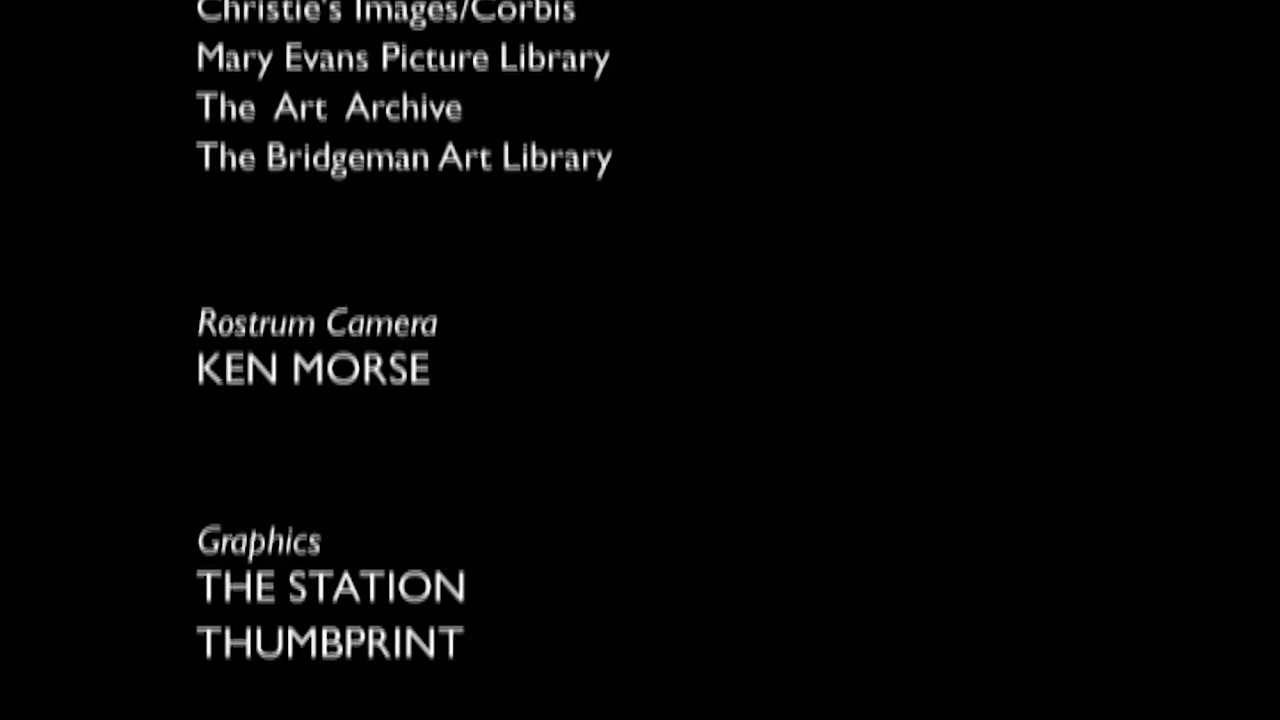 Christie's Images/Corbis
Mary Evans Picture Library
The Art Archive
The Bridgeman Art Library
Rostrum Camera
KEN MORSE
Graphics
THE STATION
THUMBPRINT